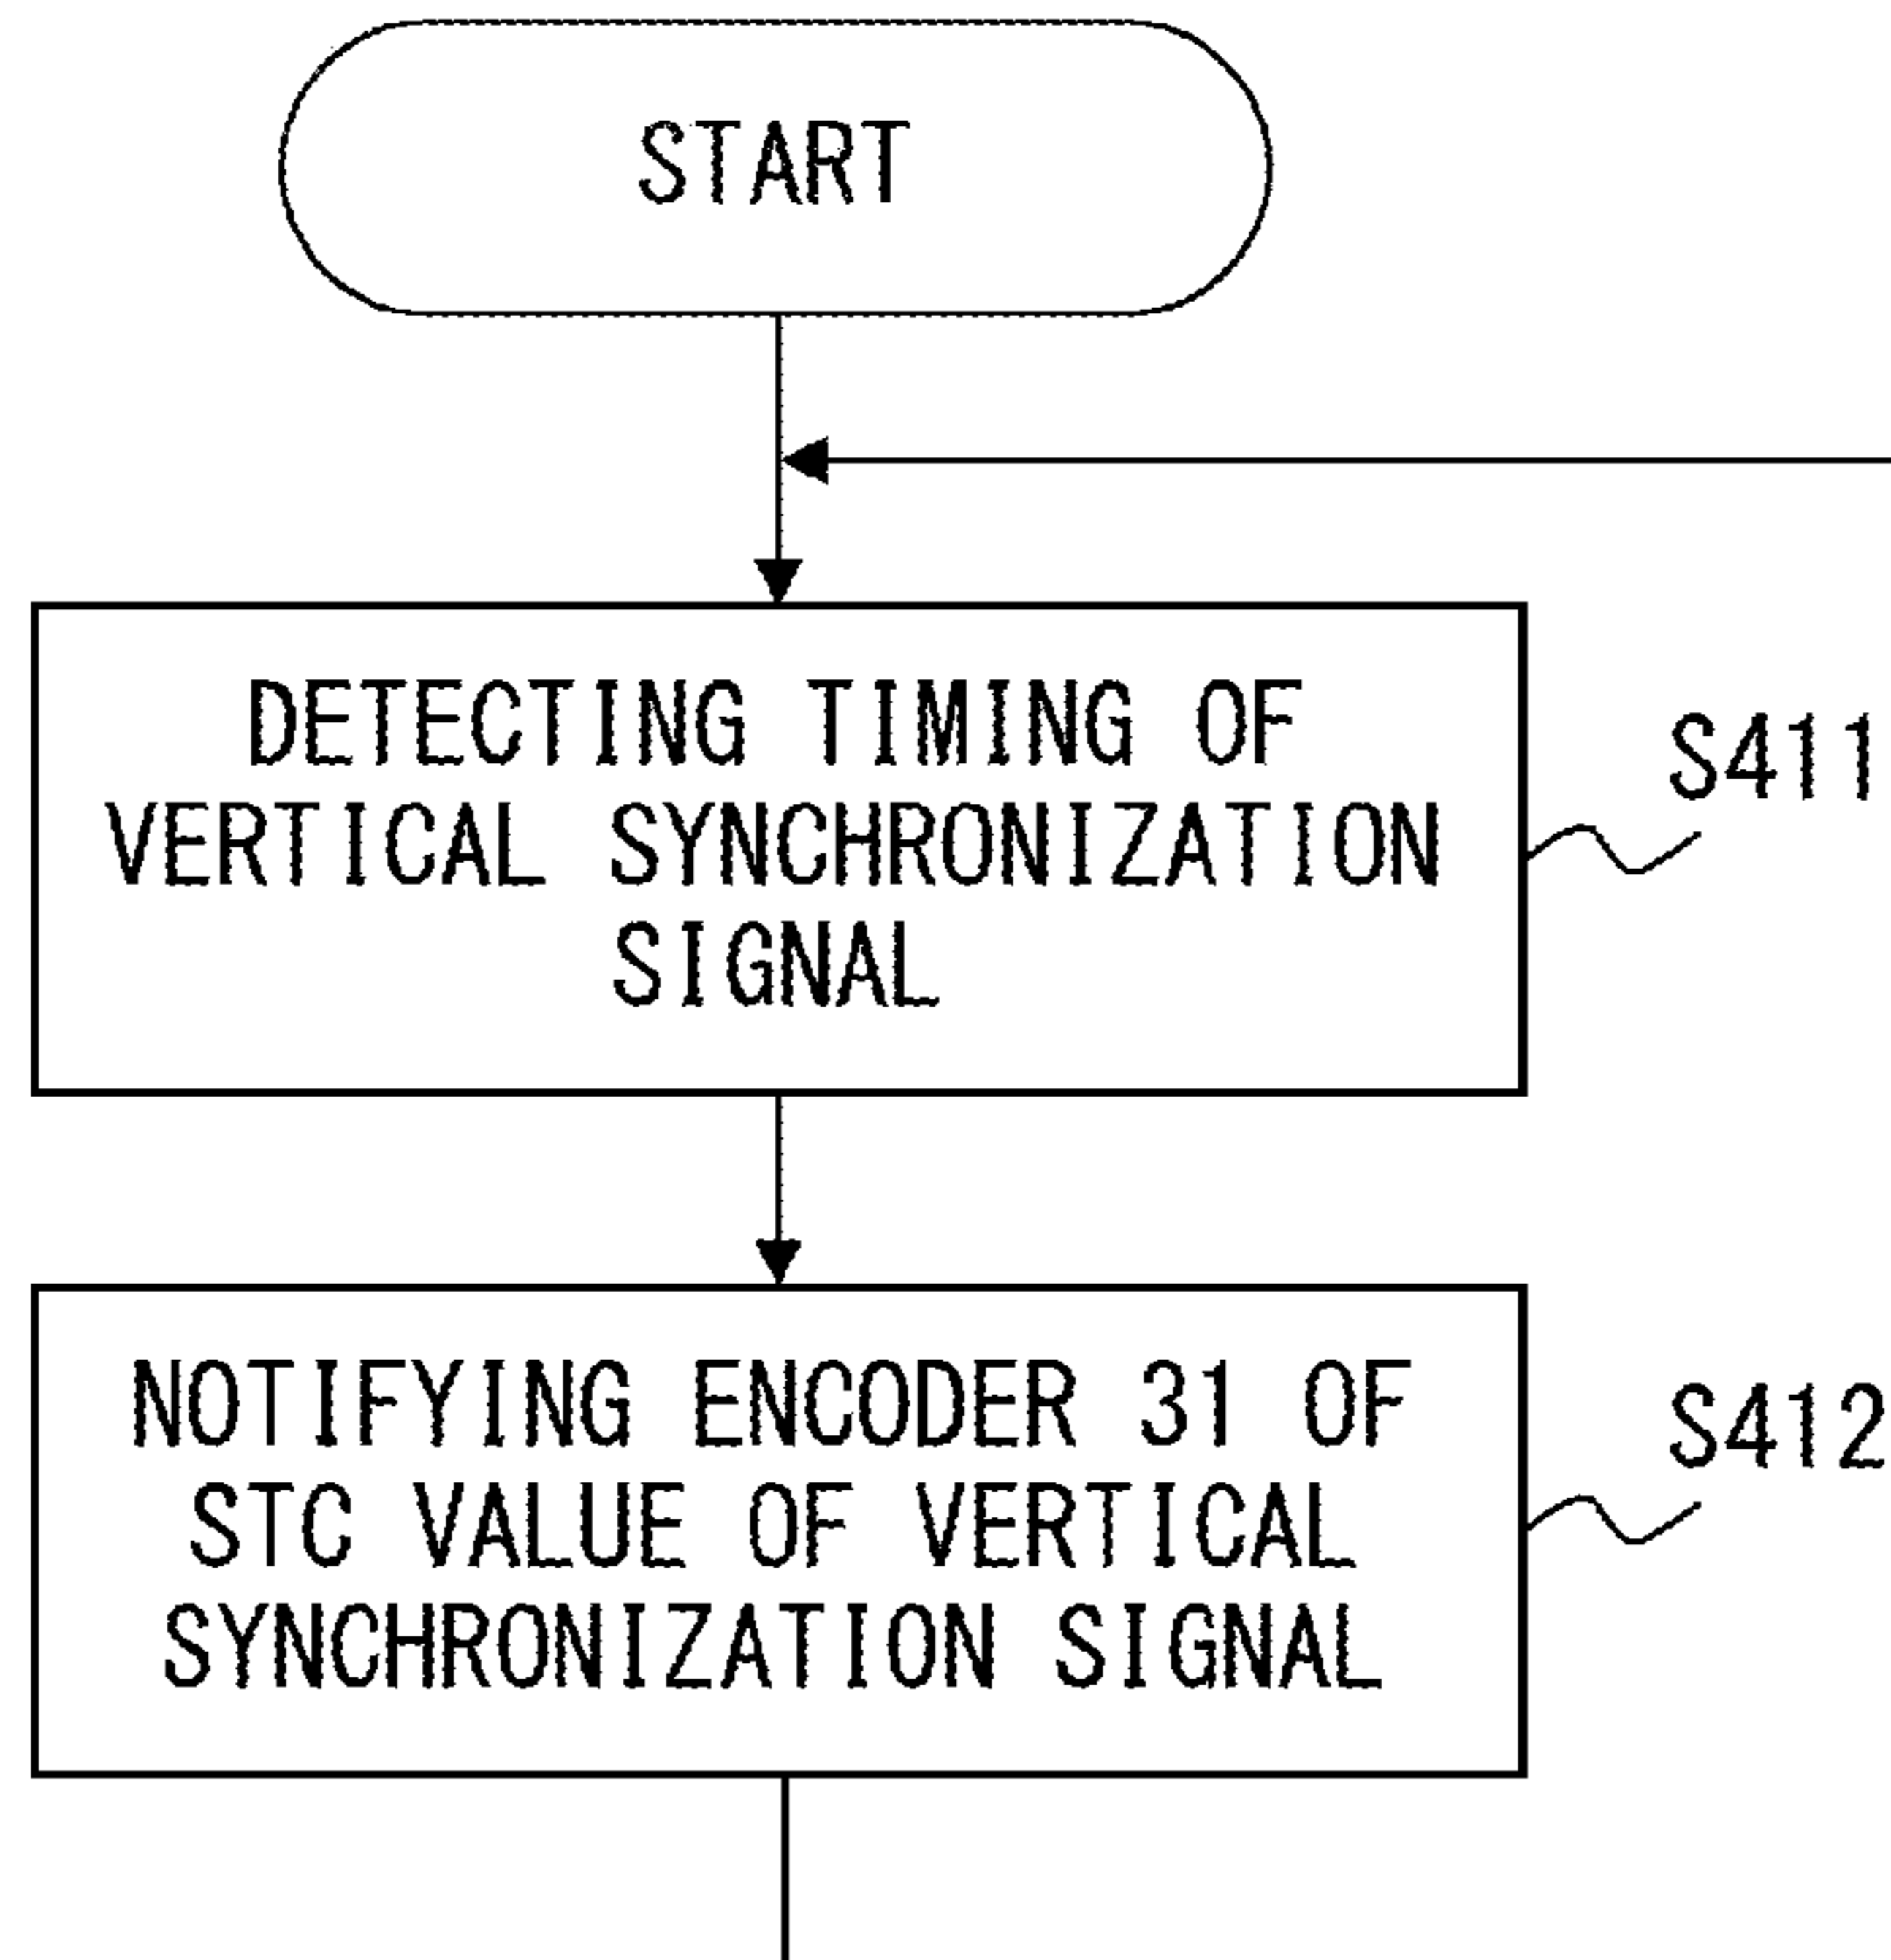 START
DETECTING TIMING OF
VERTICAL SYNCHRONIZATION
SIGNAL
S411
NOTIFYING ENCODER 31 OF
STC VALUE OF VERTICAL
SYNCHRONIZATION SIGNAL
S412